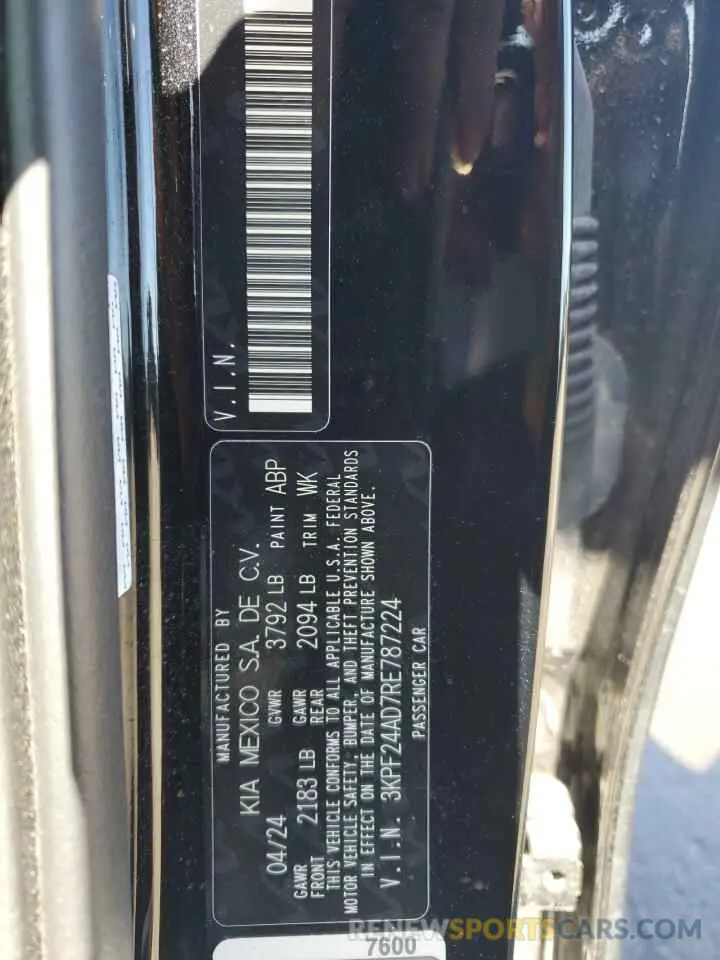 V.I.N.
MANUFACTURED BY
KIA MEXICO S.A. DE C.V.
04/24 GVWR 3792 LB PAINT ABP
GAWR FRONT 2183 LB GAWR REAR 2094 LB TRIM WK
THIS VEHICLE CONFORMS TO ALL APPLICABLE U.S.A. FEDERAL
MOTOR VEHICLE SAFETY, BUMPER, AND THEFT PREVENTION STANDARDS
IN EFFECT ON THE DATE OF MANUFACTURE SHOWN ABOVE.
V.I.N. 3KPF24AD7RE787224
PASSENGER CAR
7600
RENEWSPORTSCARS.COM